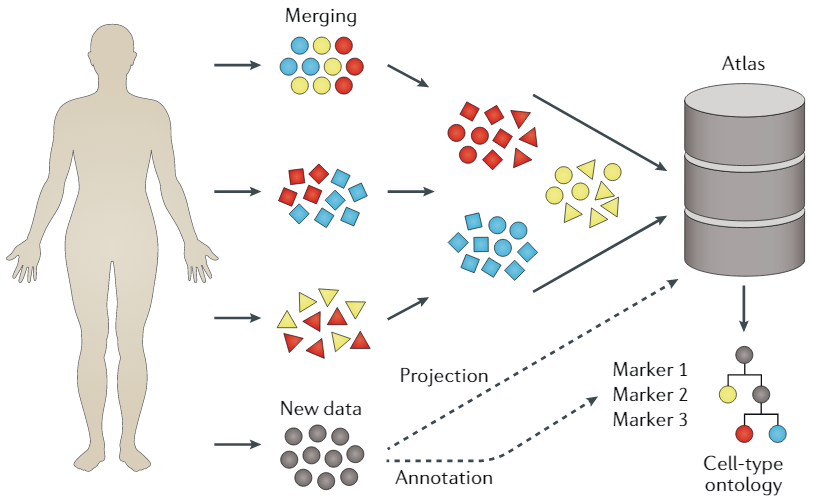 Merging
Atlas
Projection
Marker 1
Marker 2
Marker 3
New data
Annotation
Cell-type
ontology